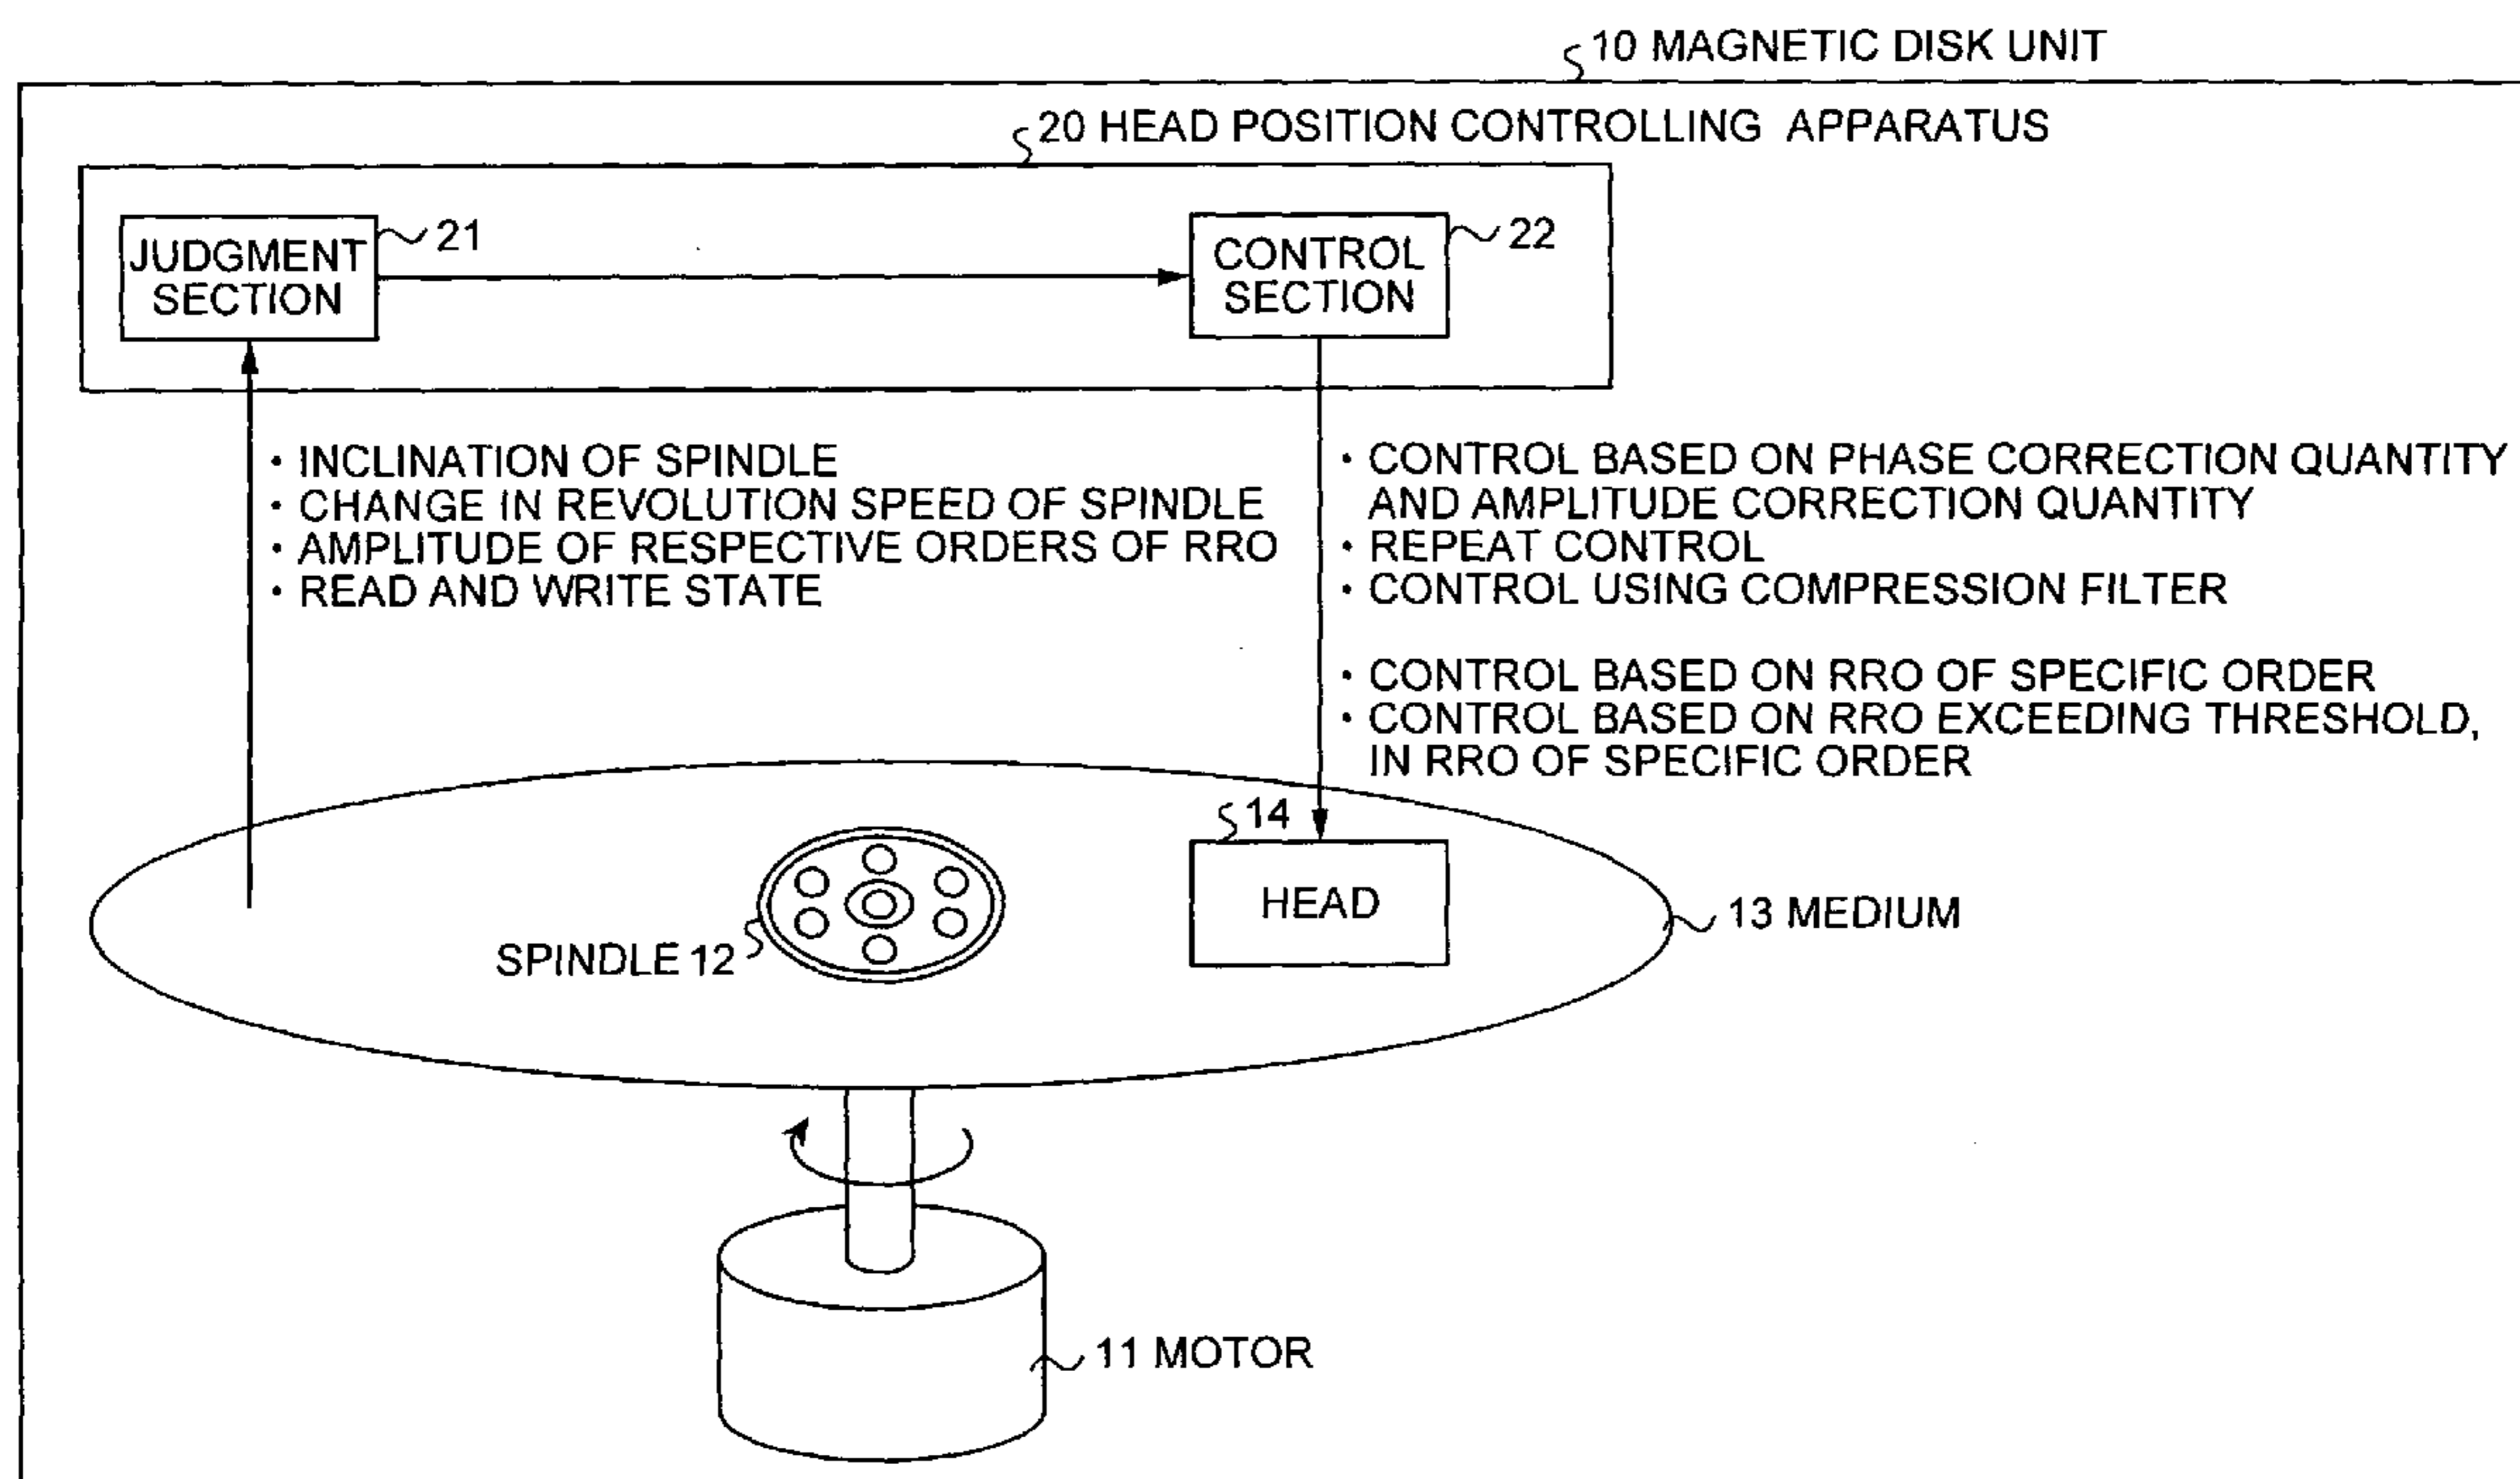 10 MAGNETIC DISK UNIT
20 HEAD POSITION CONTROLLING APPARATUS
JUDGMENT
SECTION
21
CONTROL
SECTION
22
• INCLINATION OF SPINDLE
• CHANGE IN REVOLUTION SPEED OF SPINDLE
• AMPLITUDE OF RESPECTIVE ORDERS OF RRO
• READ AND WRITE STATE
• CONTROL BASED ON PHASE CORRECTION QUANTITY
AND AMPLITUDE CORRECTION QUANTITY
• REPEAT CONTROL
• CONTROL USING COMPRESSION FILTER
• CONTROL BASED ON RRO OF SPECIFIC ORDER
• CONTROL BASED ON RRO EXCEEDING THRESHOLD,
IN RRO OF SPECIFIC ORDER
14
HEAD
SPINDLE 12
13 MEDIUM
11 MOTOR